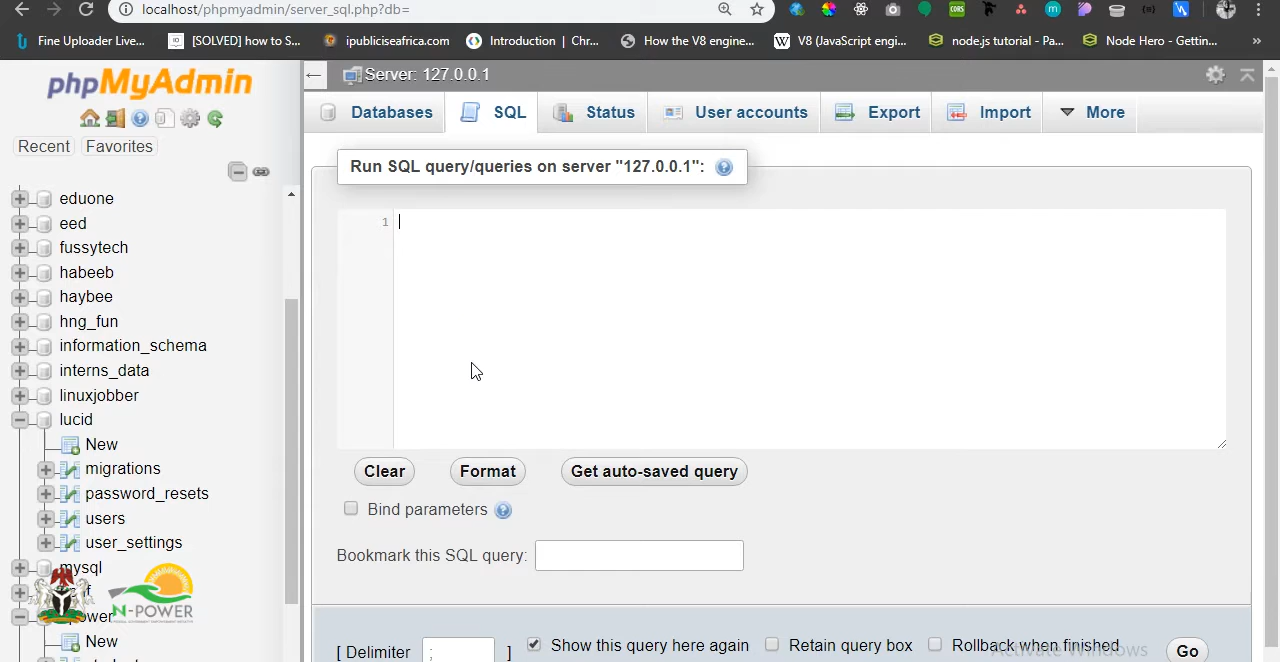 localhost/phpmyadmin/server_sql.php?db=
Fine Uploader Live... [SOLVED] how to S... ipubliciseafrica.com Introduction | Chr... How the V8 engine... W V8 (JavaScript engi... node.js tutorial - Pa... Node Hero - Gettin... »
phpMyAdmin
Server: 127.0.0.1
Databases SQL Status User accounts Export Import More
Recent Favorites
Run SQL query/queries on server "127.0.0.1":
1
eduone
eed
fussytech
habeeb
haybee
hng_fun
information_schema
interns_data
linuxjobber
lucid
New
migrations
password_resets
users
user_settings
mysql
N-POWER
New
Clear Format Get auto-saved query
Bind parameters
Bookmark this SQL query:
[ Delimiter ; ] Show this query here again Retain query box Rollback when finished Go
Activate Windows